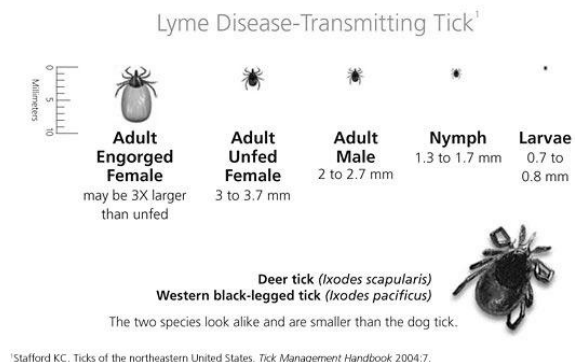 Lyme Disease-Transmitting Tick¹
0
5
10
Millimeters
Adult
Engorged
Female
may be 3X larger
than unfed
Adult
Unfed
Female
3 to 3.7 mm
Adult
Male
2 to 2.7 mm
Nymph
1.3 to 1.7 mm
Larvae
0.7 to
0.8 mm
Deer tick (Ixodes scapularis)
Western black-legged tick (Ixodes pacificus)
The two species look alike and are smaller than the dog tick.
¹Stafford KC. Ticks of the northeastern United States. Tick Management Handbook 2004:7.